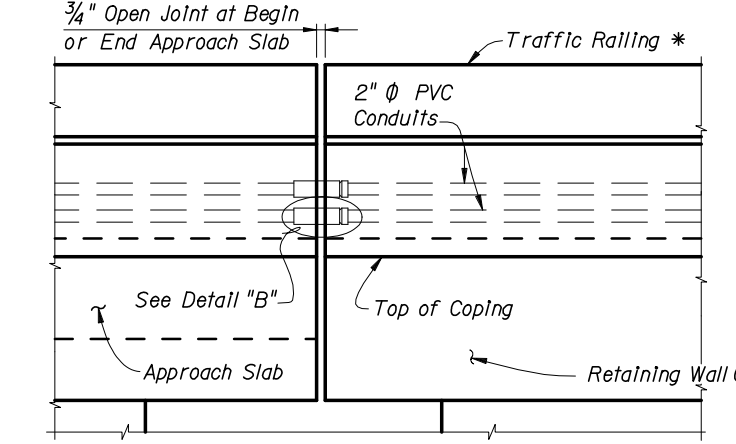 ¾" Open Joint at Begin
or End Approach Slab
Traffic Railing *
2" Ø PVC
Conduits
See Detail "B"
Top of Coping
Approach Slab
Retaining Wall